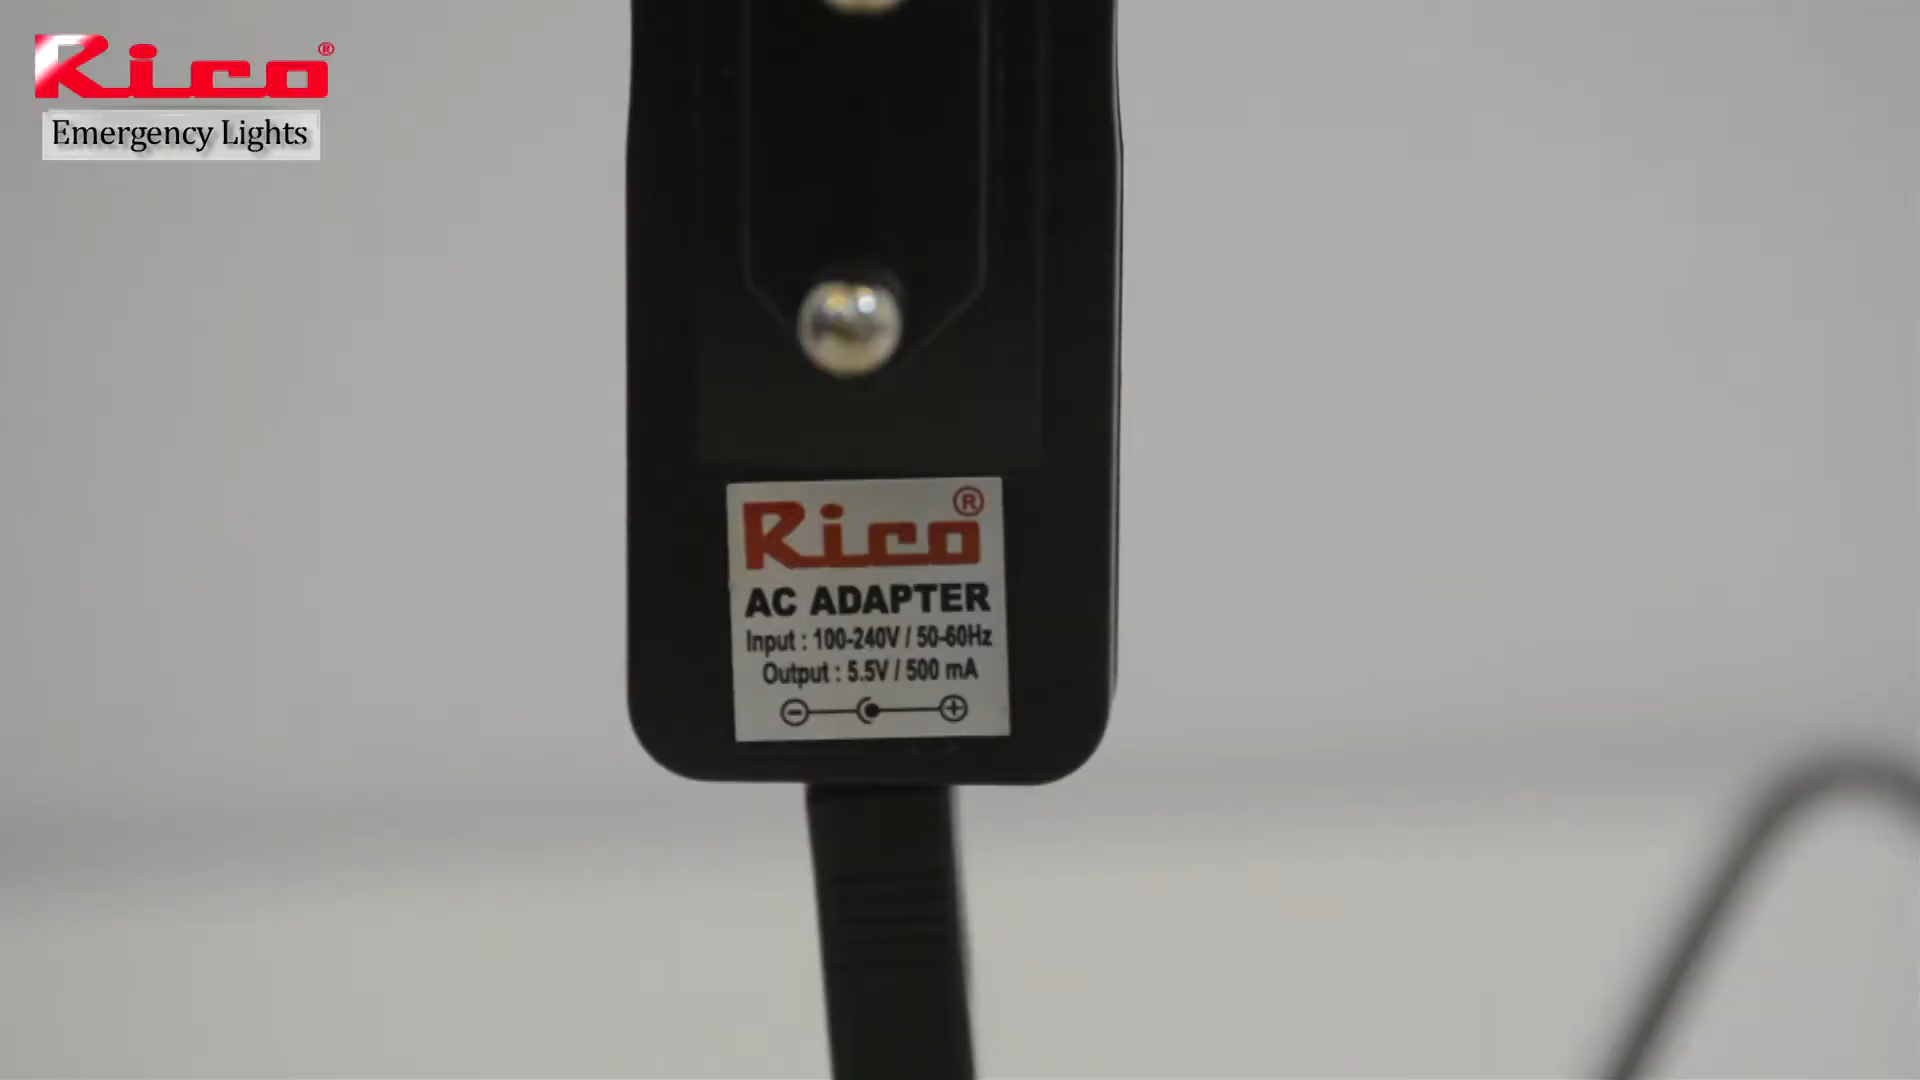 Rico®
Emergency Lights
Rico®
AC ADAPTER
Input : 100-240V / 50-60Hz
Output : 5.5V / 500 mA